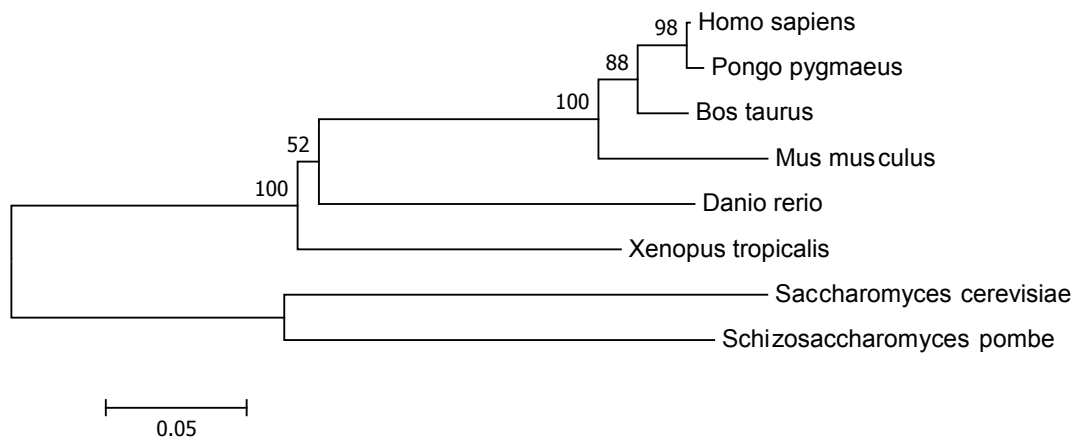 98
Homo sapiens
Pongo pygmaeus
88
Bos taurus
100
Mus musculus
52
Danio rerio
100
Xenopus tropicalis
Saccharomyces cerevisiae
Schizosaccharomyces pombe
0.05